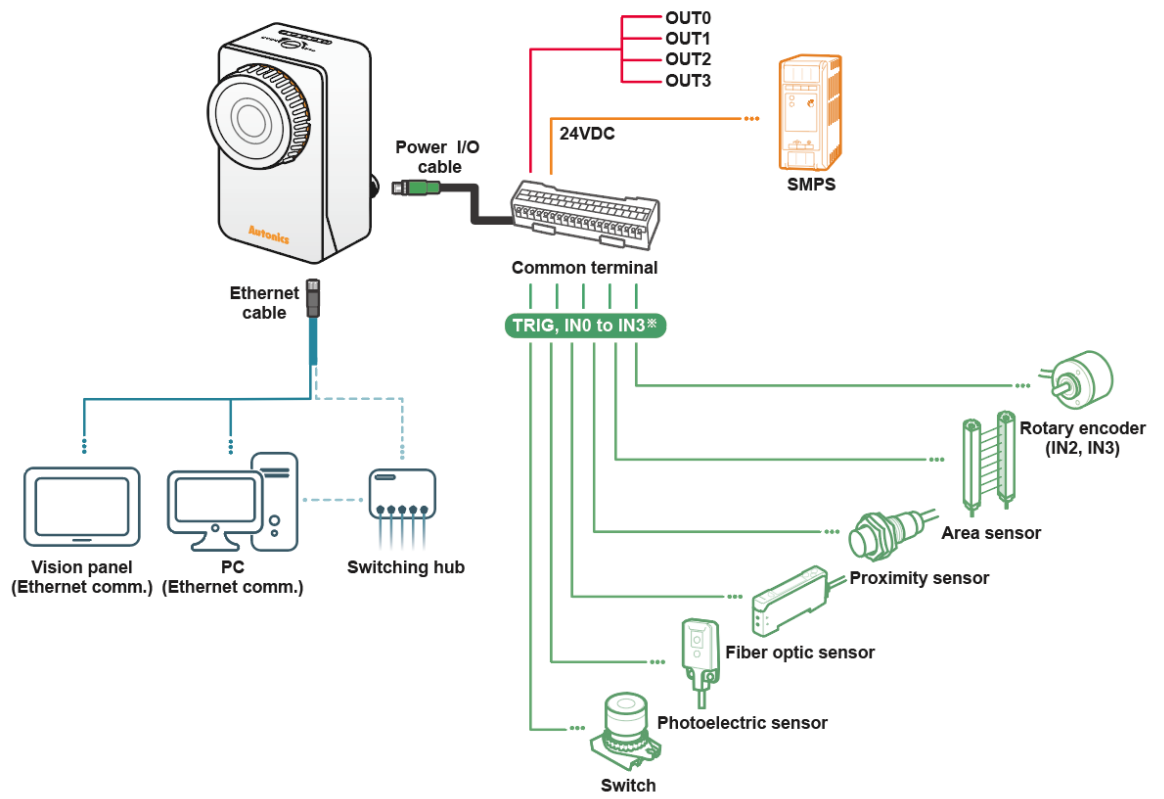 OUT0
OUT1
OUT2
OUT3
24VDC
SMPS
Power I/O
cable
Autonics
Common terminal
Ethernet
cable
TRIG, IN0 to IN3※
Rotary encoder
(IN2, IN3)
Area sensor
Vision panel
(Ethernet comm.)
PC
(Ethernet comm.)
Switching hub
Proximity sensor
Fiber optic sensor
Photoelectric sensor
Switch